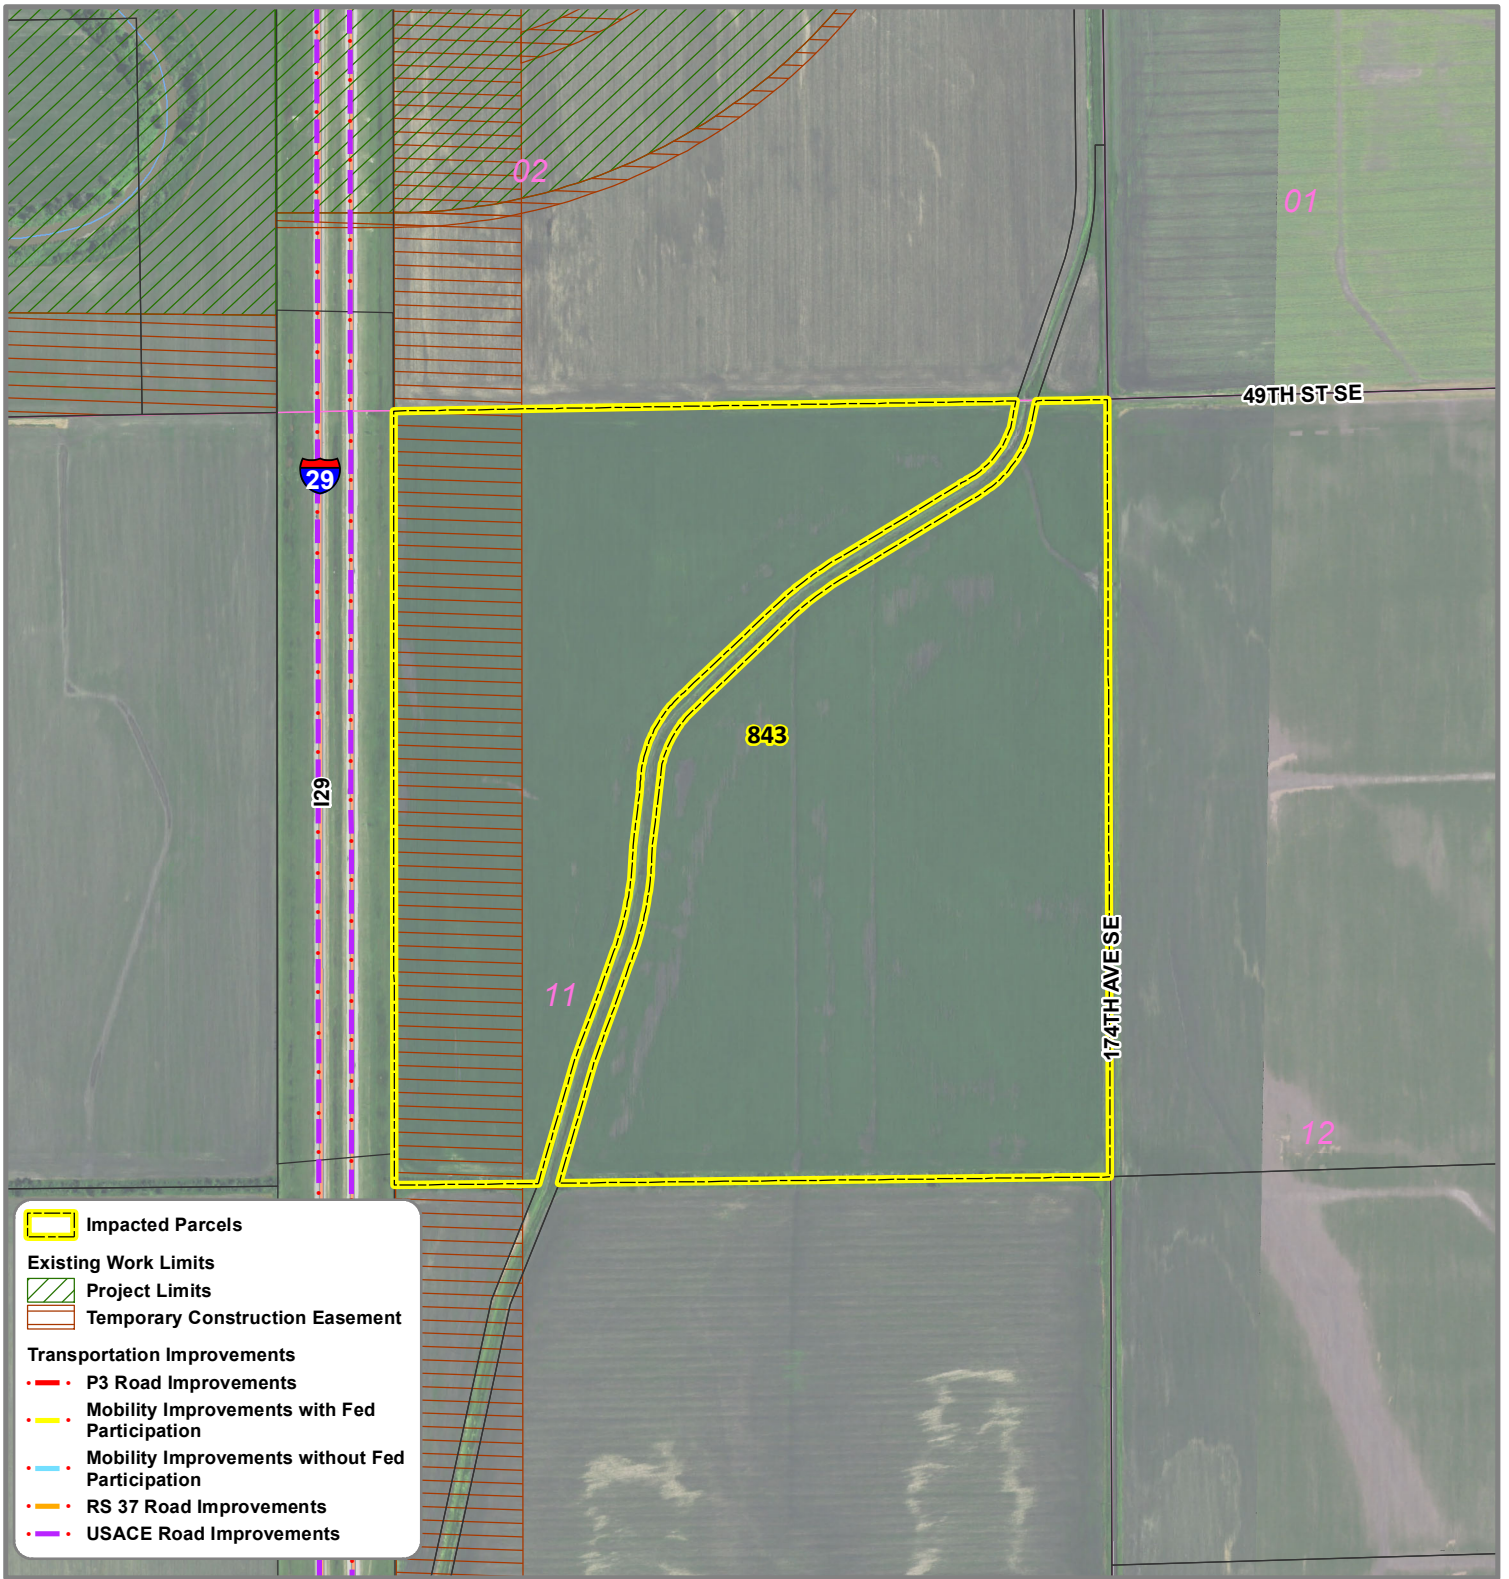 02
01
49TH ST SE
29
843
I29
174TH AVE SE
11
12
Impacted Parcels
Existing Work Limits
Project Limits
Temporary Construction Easement
Transportation Improvements
P3 Road Improvements
Mobility Improvements with Fed
Participation
Mobility Improvements without Fed
Participation
RS 37 Road Improvements
USACE Road Improvements